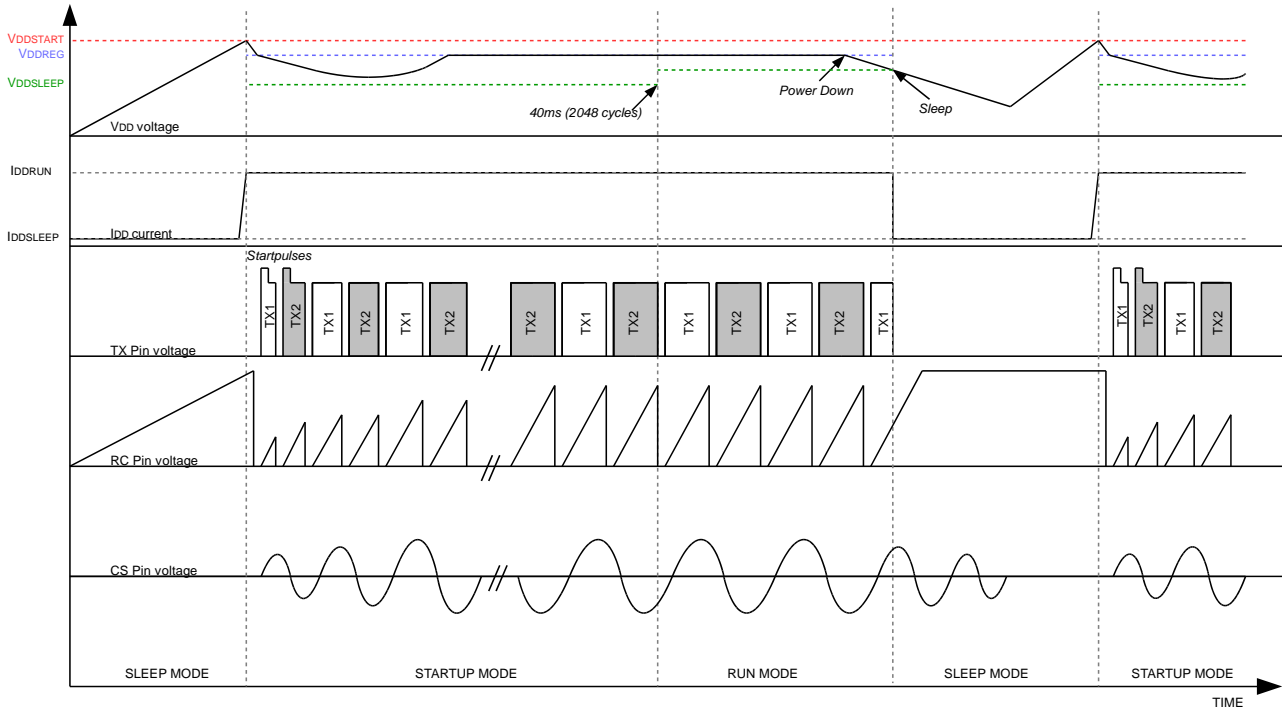 VDDSTART
VDDREG
VDDSLEEP
Power Down
Sleep
40ms (2048 cycles)
VDD voltage
IDDRUN
IDDSLEEP
IDD current
Startpulses
TX1 TX2 TX1 TX2 TX1 TX2 TX2 TX1 TX2 TX1 TX2 TX1 TX2 TX1 TX1 TX2 TX1 TX2
TX Pin voltage
RC Pin voltage
CS Pin voltage
SLEEP MODE STARTUP MODE RUN MODE SLEEP MODE STARTUP MODE
TIME